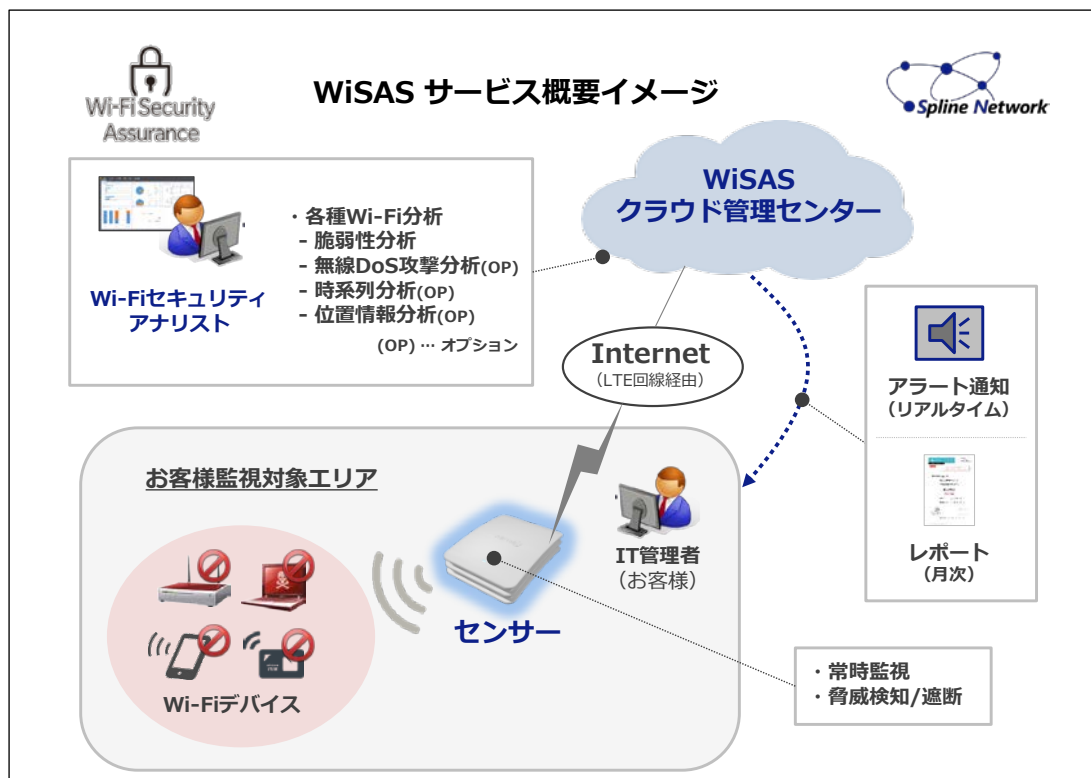 Wi-Fi Security
Assurance
WiSAS サービス概要イメージ
Spline Network
WiSAS
クラウド管理センター
・各種Wi-Fi分析
- 脆弱性分析
- 無線DoS攻撃分析(OP)
- 時系列分析(OP)
- 位置情報分析(OP)
(OP) … オプション
Wi-Fiセキュリティ
アナリスト
Internet
（LTE回線経由）
アラート通知
（リアルタイム）
レポート
（月次）
お客様監視対象エリア
IT管理者
（お客様）
センサー
Wi-Fiデバイス
・常時監視
・脅威検知/遮断